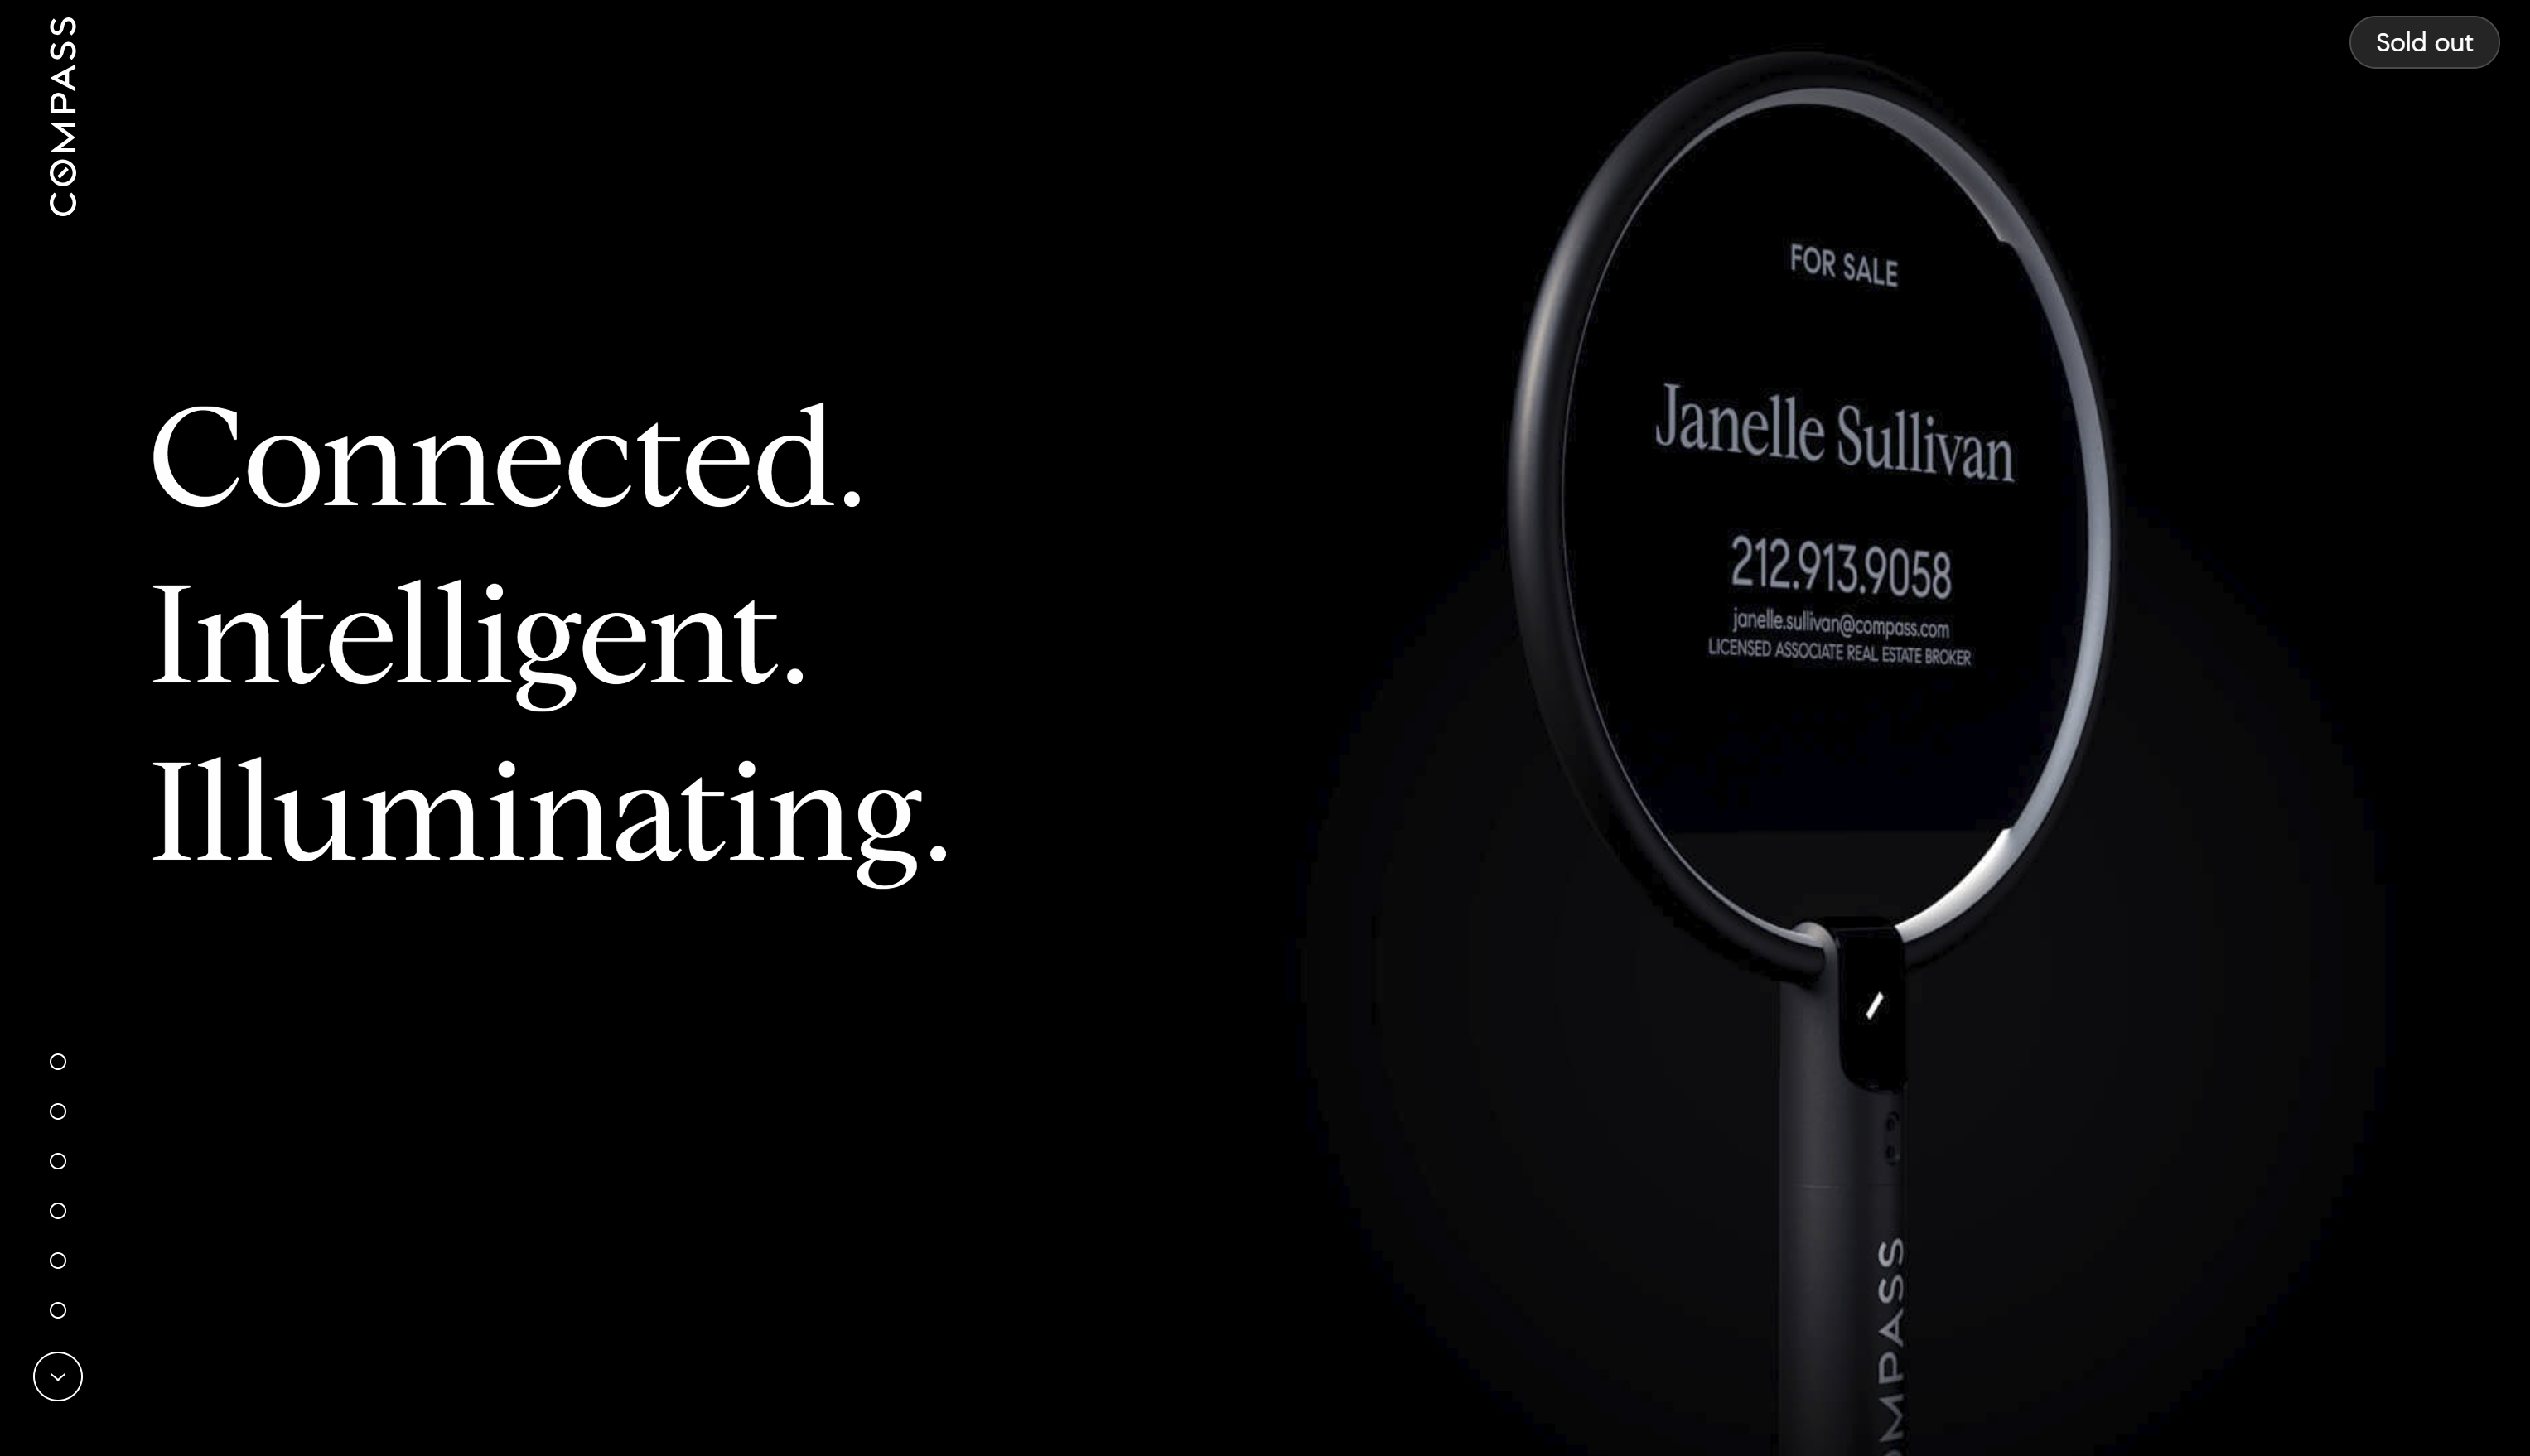 COMPASS
Sold out
Connected.
Intelligent.
Illuminating.
FOR SALE
Janelle Sullivan
212.913.9058
janelle.sullivan@compass.com
LICENSED ASSOCIATE REAL ESTATE BROKER
OMPASS